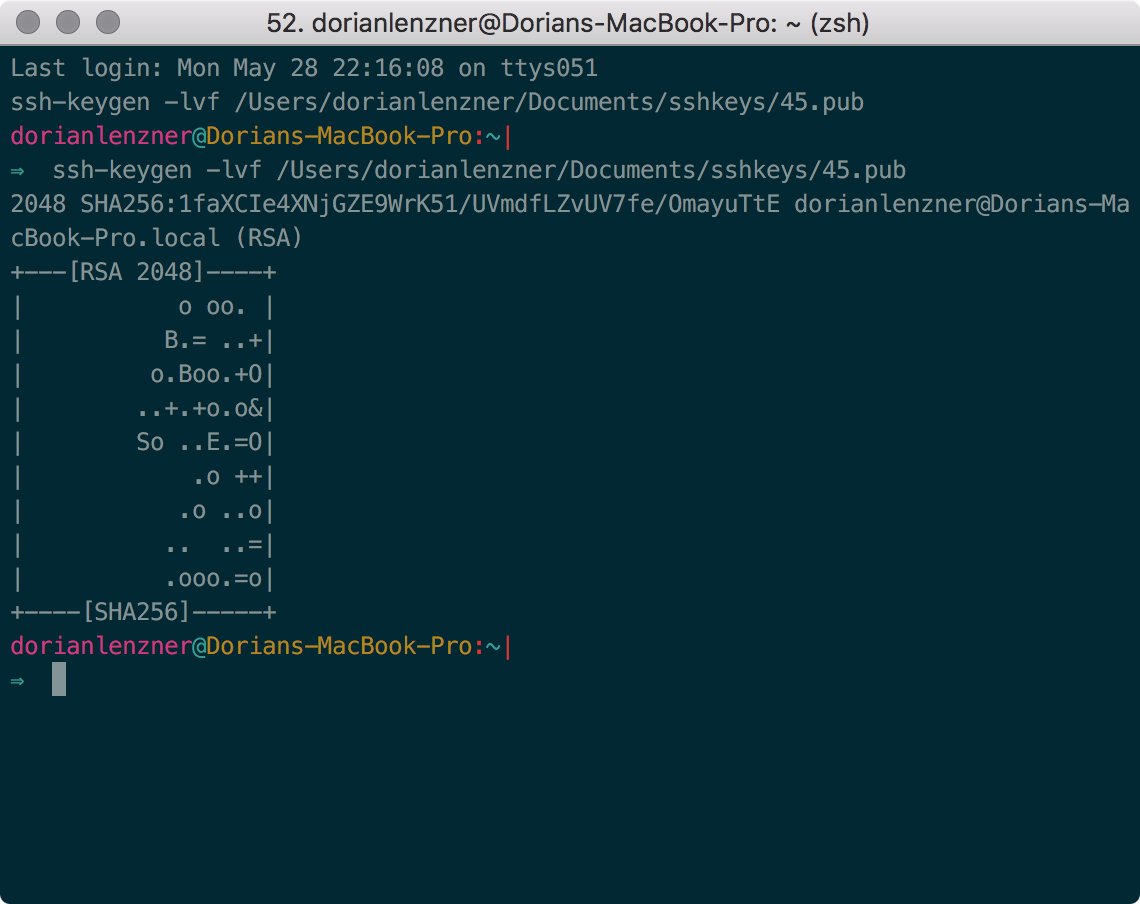 52. dorianlenzner@Dorians-MacBook-Pro: ~ (zsh)
Last login: Mon May 28 22:16:08 on ttys051
ssh-keygen -lvf /Users/dorianlenzner/Documents/sshkeys/45.pub
dorianlenzner@Dorians-MacBook-Pro:~|
⇒  ssh-keygen -lvf /Users/dorianlenzner/Documents/sshkeys/45.pub
2048 SHA256:1faXCIe4XNjGZE9WrK51/UVmdfLZvUV7fe/OmayuTtE dorianlenzner@Dorians-Ma
cBook-Pro.local (RSA)
+---[RSA 2048]----+
|           o oo. |
|          B.= ..+|
|         o.Boo.+O|
|        ..+.+o.o&|
|        So ..E.=O|
|            .o ++|
|           .o ..o|
|          ..  ..=|
|          .ooo.=o|
+----[SHA256]-----+
dorianlenzner@Dorians-MacBook-Pro:~|
⇒